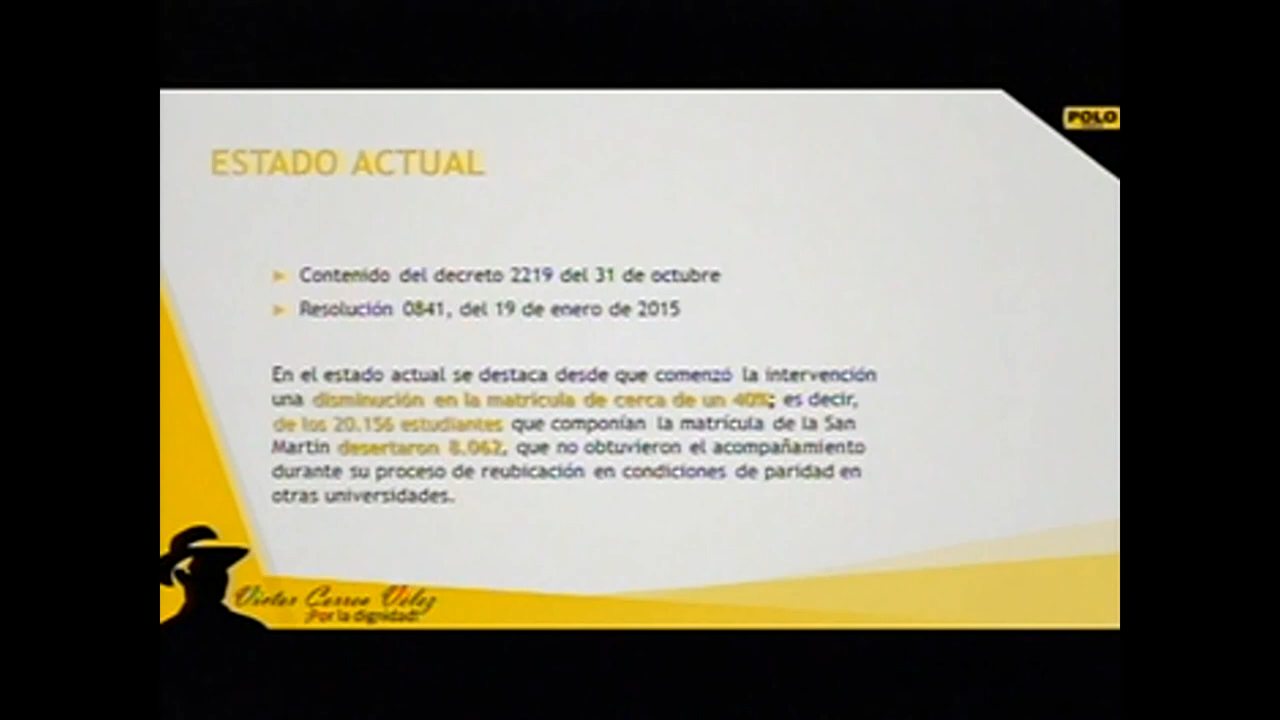 POLO
ESTADO ACTUAL
Contenido del decreto 2219 del 31 de octubre
Resolución 0841, del 19 de enero de 2015
En el estado actual se destaca desde que comenzó la intervención
una disminución en la matrícula de cerca de un 40%; es decir,
de los 20.156 estudiantes que componían la matrícula de la San
Martín desertaron 8.062, que no obtuvieron el acompañamiento
durante su proceso de reubicación en condiciones de paridad en
otras universidades.
Víctor Correa Vélez
¡Por la dignidad!